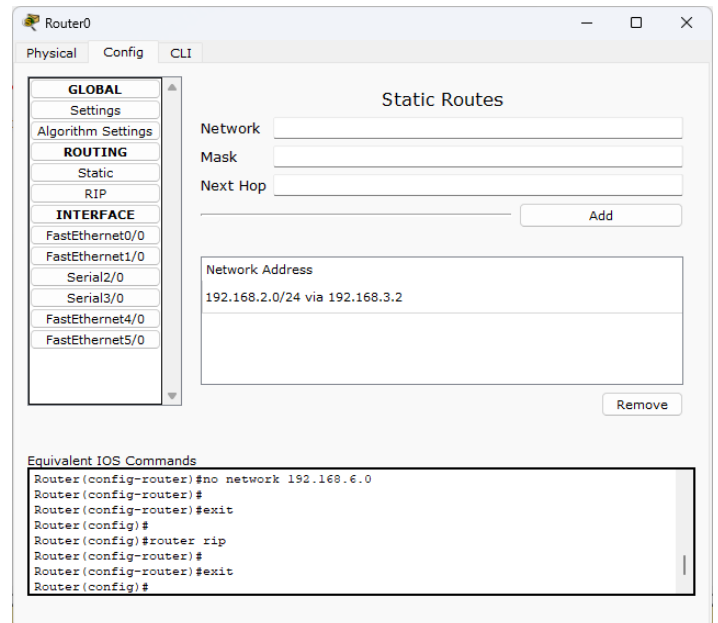 Router0
Physical Config CLI
GLOBAL
Settings
Algorithm Settings
ROUTING
Static
RIP
INTERFACE
FastEthernet0/0
FastEthernet1/0
Serial2/0
Serial3/0
FastEthernet4/0
FastEthernet5/0
Static Routes
Network
Mask
Next Hop
Add
Network Address
192.168.2.0/24 via 192.168.3.2
Remove
Equivalent IOS Commands
Router(config-router)#no network 192.168.6.0
Router(config-router)#
Router(config-router)#exit
Router(config)#
Router(config)#router rip
Router(config-router)#
Router(config-router)#exit
Router(config)#